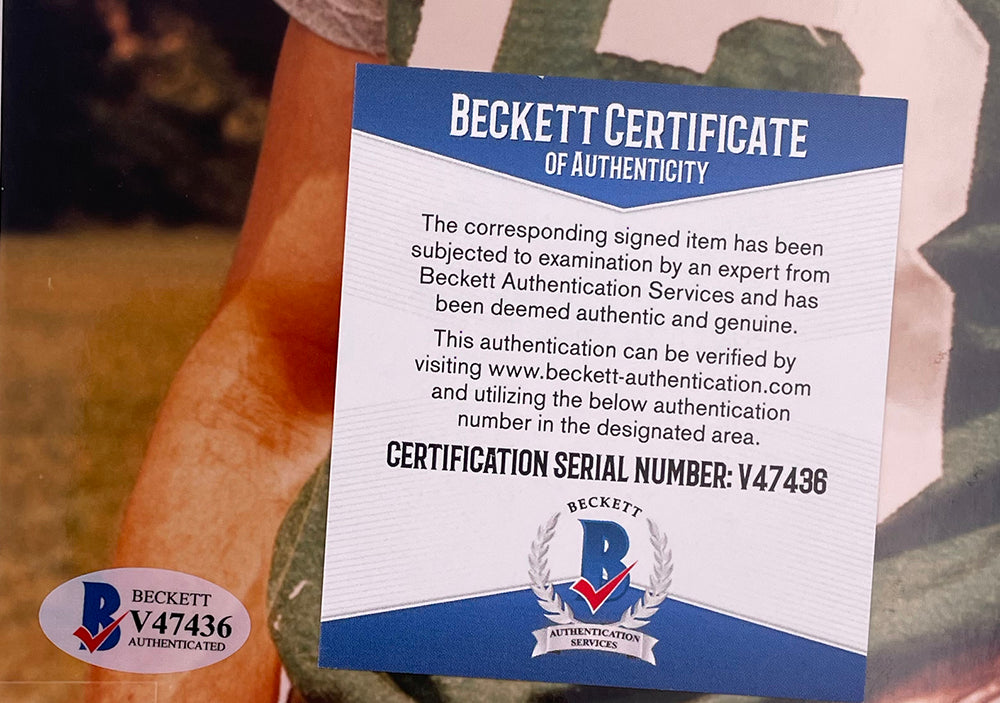 BECKETT CERTIFICATE
OF AUTHENTICITY
The corresponding signed item has been
subjected to examination by an expert from
Beckett Authentication Services and has
been deemed authentic and genuine.
This authentication can be verified by
visiting www.beckett-authentication.com
and utilizing the below authentication
number in the designated area.
CERTIFICATION SERIAL NUMBER: V47436
BECKETT
B
AUTHENTICATION
SERVICES
B
BECKETT
V47436
AUTHENTICATED